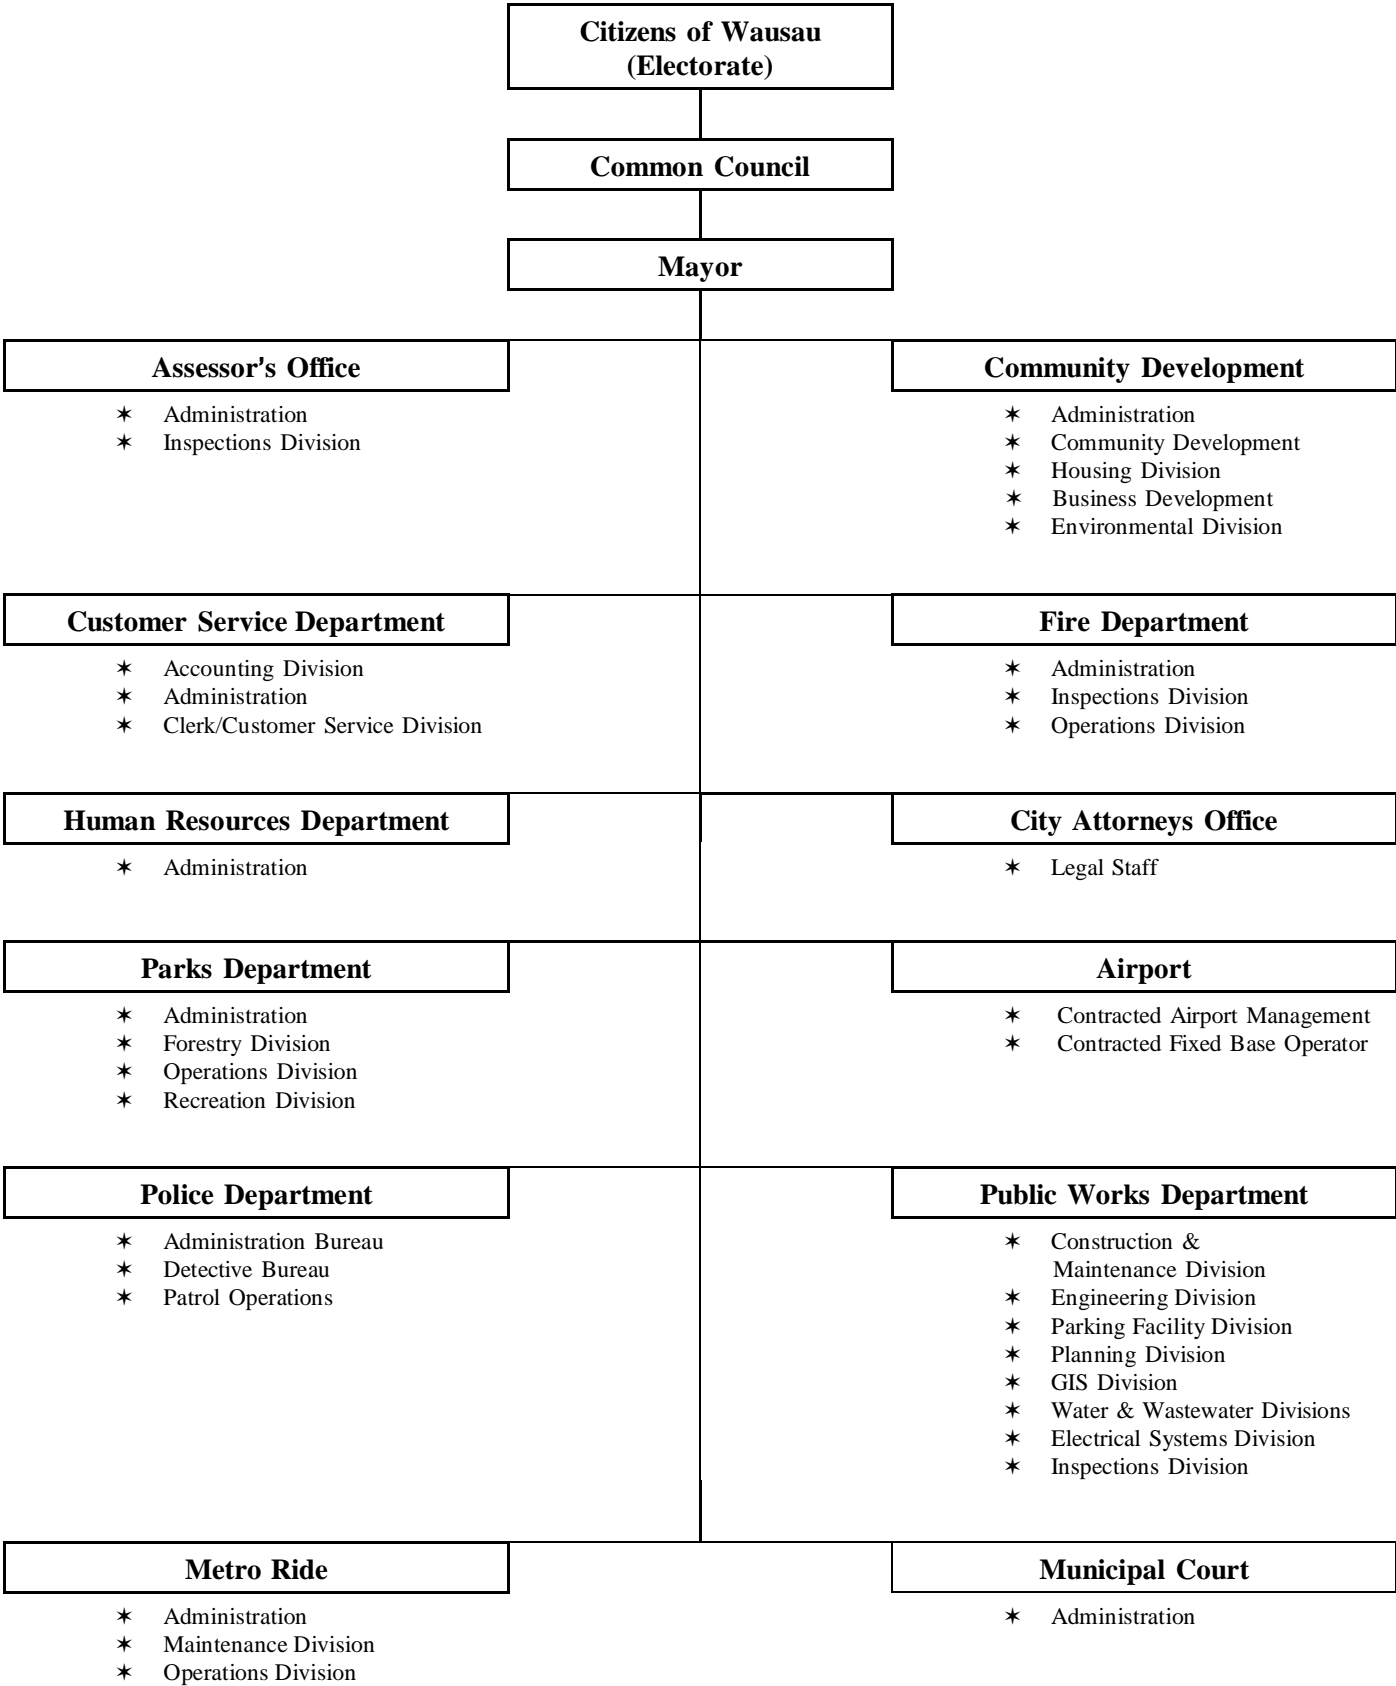 Citizens of Wausau
(Electorate)
Common Council
Mayor
Assessor's Office
✶ Administration
✶ Inspections Division
Community Development
✶ Administration
✶ Community Development
✶ Housing Division
✶ Business Development
✶ Environmental Division
Customer Service Department
✶ Accounting Division
✶ Administration
✶ Clerk/Customer Service Division
Fire Department
✶ Administration
✶ Inspections Division
✶ Operations Division
Human Resources Department
✶ Administration
City Attorneys Office
✶ Legal Staff
Parks Department
✶ Administration
✶ Forestry Division
✶ Operations Division
✶ Recreation Division
Airport
✶ Contracted Airport Management
✶ Contracted Fixed Base Operator
Police Department
✶ Administration Bureau
✶ Detective Bureau
✶ Patrol Operations
Public Works Department
✶ Construction &
Maintenance Division
✶ Engineering Division
✶ Parking Facility Division
✶ Planning Division
✶ GIS Division
✶ Water & Wastewater Divisions
✶ Electrical Systems Division
✶ Inspections Division
Metro Ride
✶ Administration
✶ Maintenance Division
✶ Operations Division
Municipal Court
✶ Administration